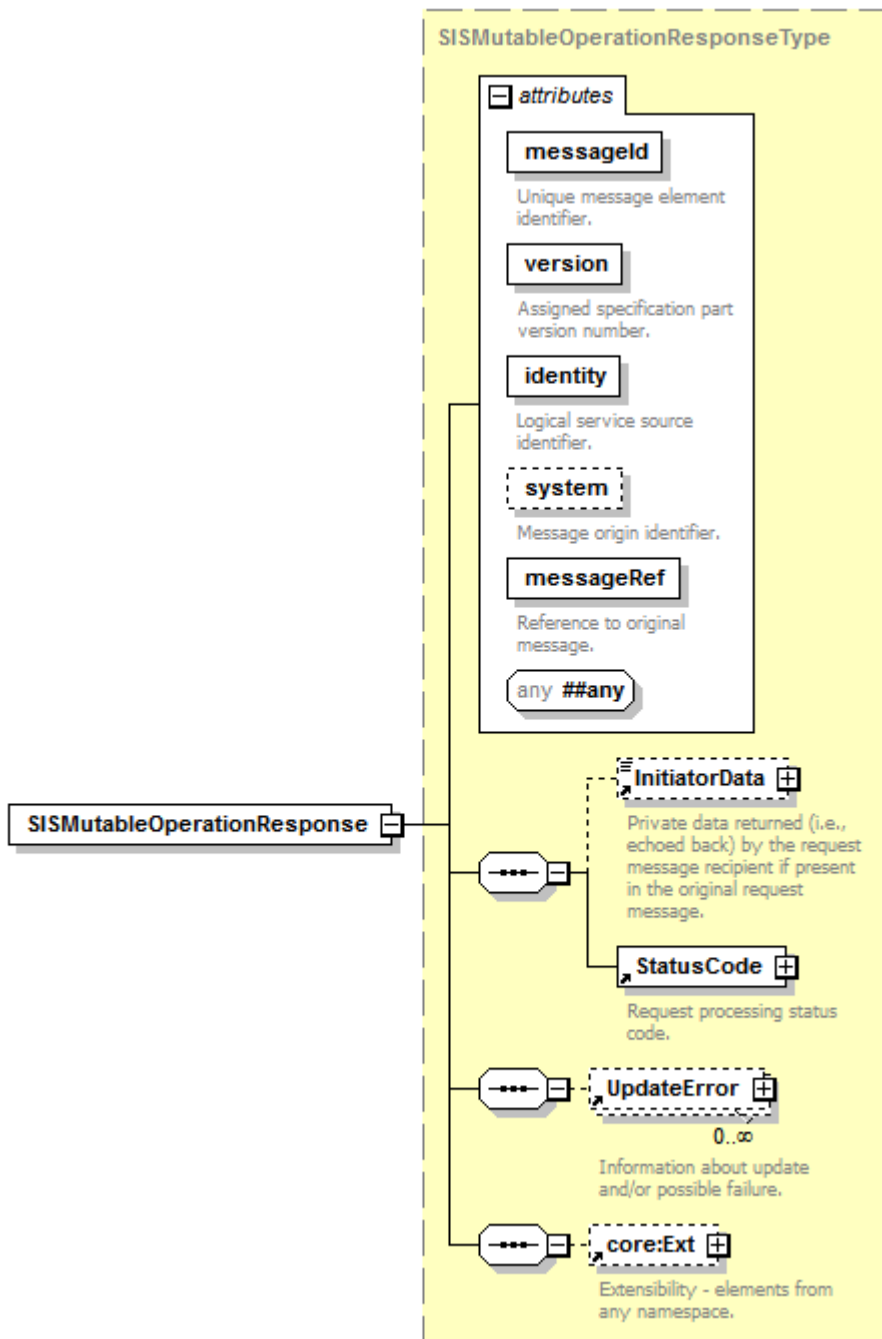 SISMutableOperationResponseType
attributes
messageId
Unique message element
identifier.
version
Assigned specification part
version number.
identity
Logical service source
identifier.
system
Message origin identifier.
messageRef
Reference to original
message.
any ##any
SISMutableOperationResponse
InitiatorData
Private data returned (i.e.,
echoed back) by the request
message recipient if present
in the original request
message.
StatusCode
Request processing status
code.
UpdateError
0..∞
Information about update
and/or possible failure.
core:Ext
Extensibility - elements from
any namespace.